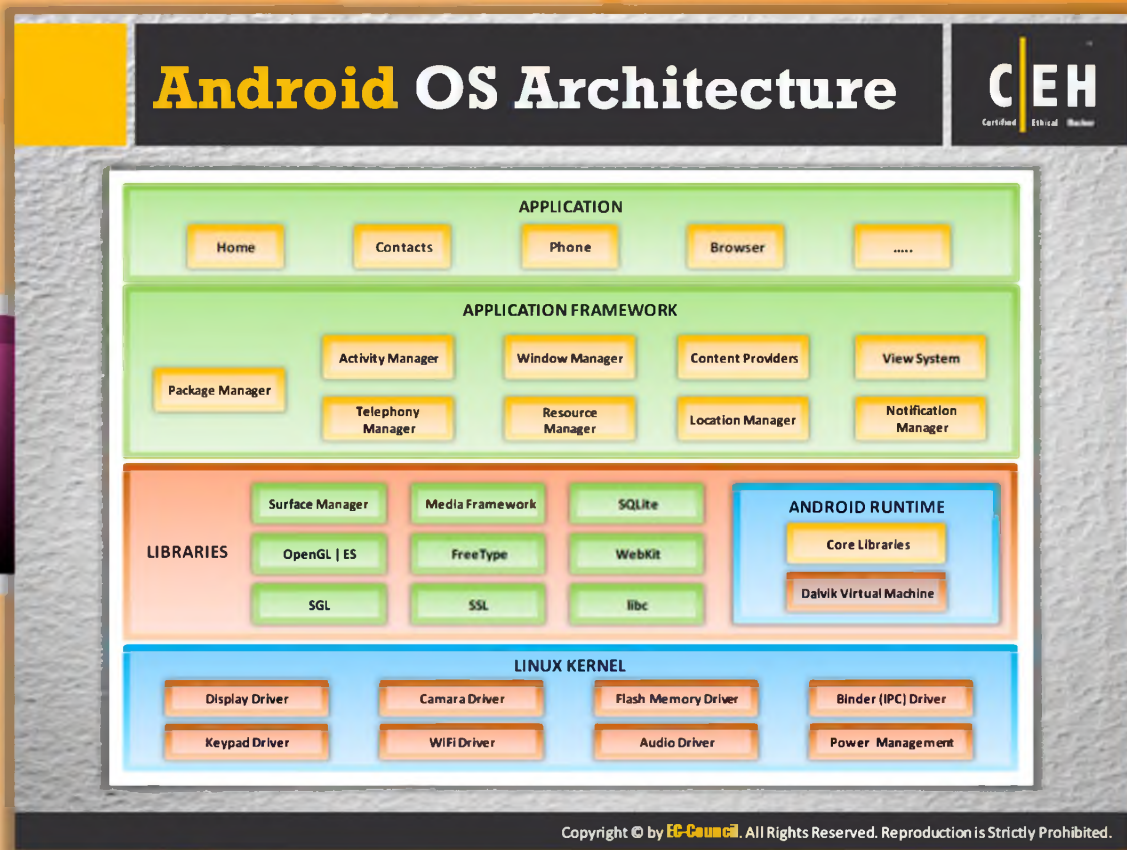 Android OS Architecture
CEH
Certified Ethical Hacker
APPLICATION
Home
Contacts
Phone
Browser
.....
APPLICATION FRAMEWORK
Package Manager
Activity Manager
Window Manager
Content Providers
View System
Telephony
Manager
Resource
Manager
Location Manager
Notification
Manager
LIBRARIES
Surface Manager
Media Framework
SQLite
OpenGL | ES
FreeType
WebKit
SGL
SSL
libc
ANDROID RUNTIME
Core Libraries
Dalvik Virtual Machine
LINUX KERNEL
Display Driver
Camara Driver
Flash Memory Driver
Binder (IPC) Driver
Keypad Driver
WiFi Driver
Audio Driver
Power Management
Copyright © by EC-Council. All Rights Reserved. Reproduction is Strictly Prohibited.